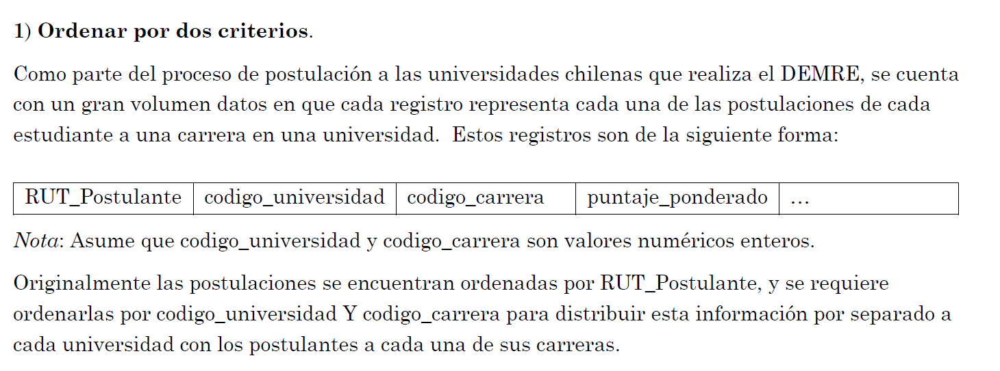 1) Ordenar por dos criterios.
Como parte del proceso de postulación a las universidades chilenas que realiza el DEMRE, se cuenta
con un gran volumen datos en que cada registro representa cada una de las postulaciones de cada
estudiante a una carrera en una universidad.  Estos registros son de la siguiente forma:
RUT_Postulante codigo_universidad codigo_carrera puntaje_ponderado ...
Nota: Asume que codigo_universidad y codigo_carrera son valores numéricos enteros.
Originalmente las postulaciones se encuentran ordenadas por RUT_Postulante, y se requiere
ordenarlas por codigo_universidad Y codigo_carrera para distribuir esta información por separado a
cada universidad con los postulantes a cada una de sus carreras.